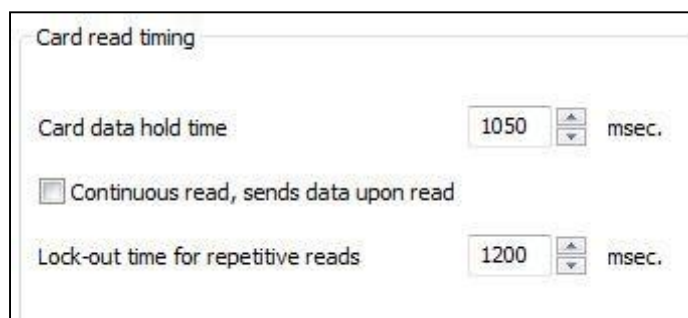 Card read timing
Card data hold time 1050 msec.
Continuous read, sends data upon read
Lock-out time for repetitive reads 1200 msec.